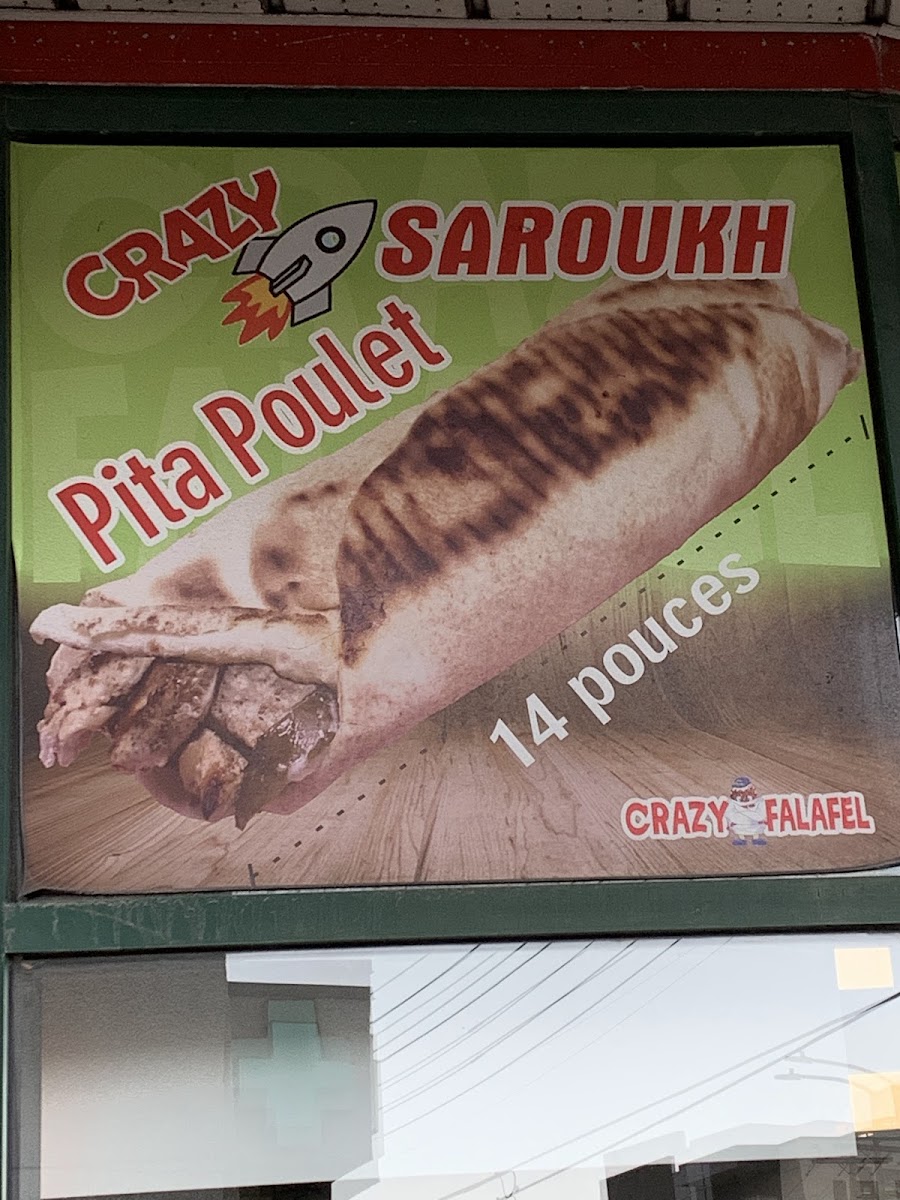 CRAZY SAROUKH
Pita Poulet
14 pouces
CRAZY FALAFEL